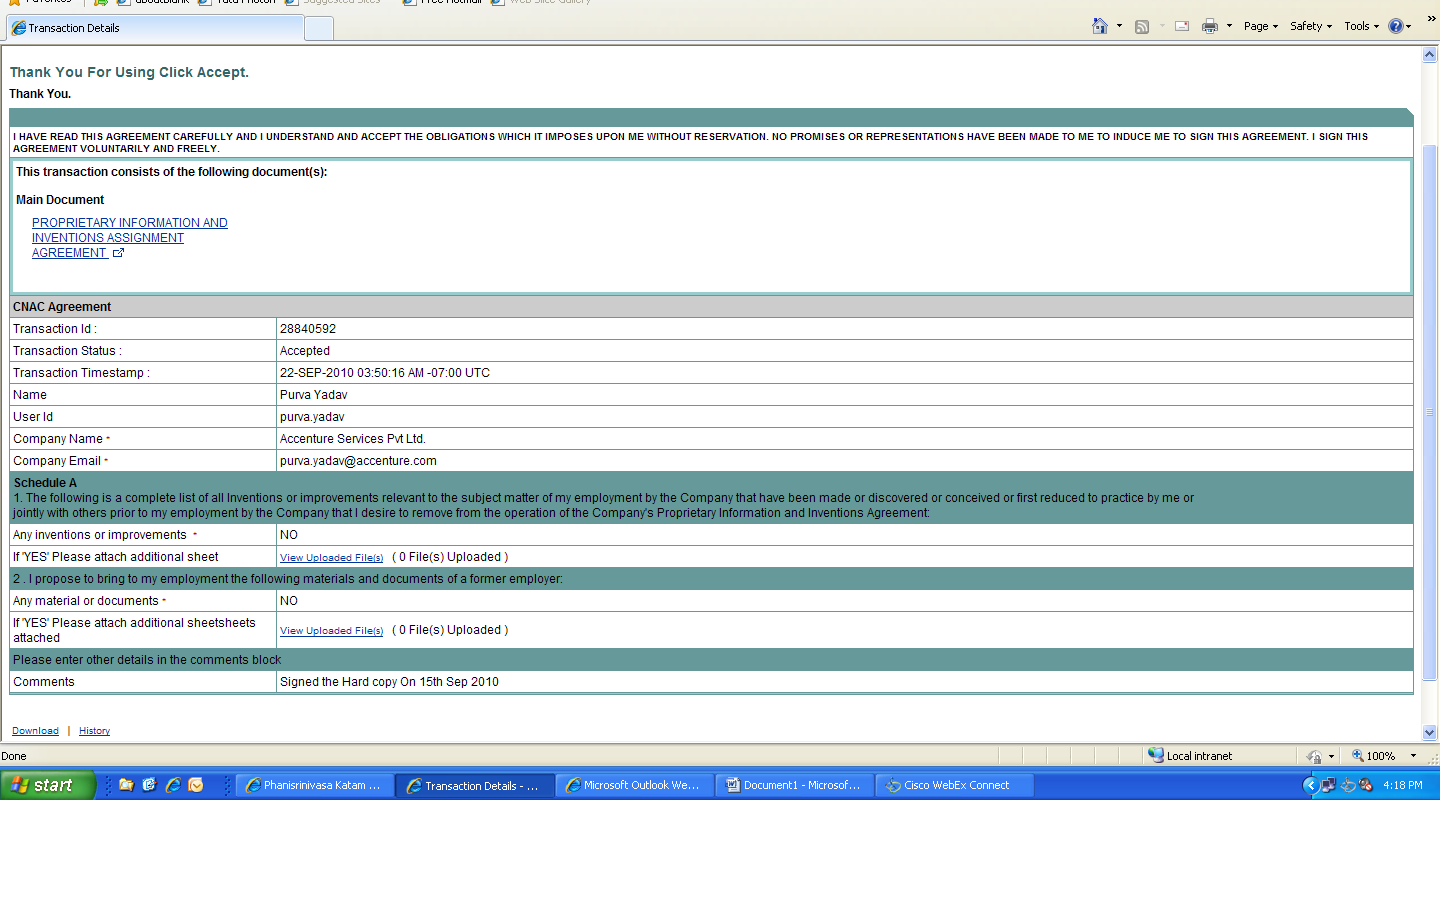 Favorites about:blank Tata Photon Suggested Sites Free Hotmail Web Slice Gallery
Transaction Details
Page Safety Tools
Thank You For Using Click Accept.
Thank You.
I HAVE READ THIS AGREEMENT CAREFULLY AND I UNDERSTAND AND ACCEPT THE OBLIGATIONS WHICH IT IMPOSES UPON ME WITHOUT RESERVATION. NO PROMISES OR REPRESENTATIONS HAVE BEEN MADE TO ME TO INDUCE ME TO SIGN THIS AGREEMENT. I SIGN THIS
AGREEMENT VOLUNTARILY AND FREELY.
This transaction consists of the following document(s):
Main Document
PROPRIETARY INFORMATION AND
INVENTIONS ASSIGNMENT
AGREEMENT
CNAC Agreement
Transaction Id : 28840592
Transaction Status : Accepted
Transaction Timestamp : 22-SEP-2010 03:50:16 AM -07:00 UTC
Name Purva Yadav
User Id purva.yadav
Company Name * Accenture Services Pvt Ltd.
Company Email * purva.yadav@accenture.com
Schedule A
1. The following is a complete list of all Inventions or improvements relevant to the subject matter of my employment by the Company that have been made or discovered or conceived or first reduced to practice by me or
jointly with others prior to my employment by the Company that I desire to remove from the operation of the Company's Proprietary Information and Inventions Agreement:
Any inventions or improvements * NO
If 'YES' Please attach additional sheet View Uploaded File(s) ( 0 File(s) Uploaded )
2 . I propose to bring to my employment the following materials and documents of a former employer:
Any material or documents * NO
If 'YES' Please attach additional sheetsheets
attached View Uploaded File(s) ( 0 File(s) Uploaded )
Please enter other details in the comments block
Comments Signed the Hard copy On 15th Sep 2010
Download | History
Done Local intranet 100%
start Phanisrinivasa Katam ... Transaction Details - ... Microsoft Outlook We... Document1 - Microsof... Cisco WebEx Connect 4:18 PM